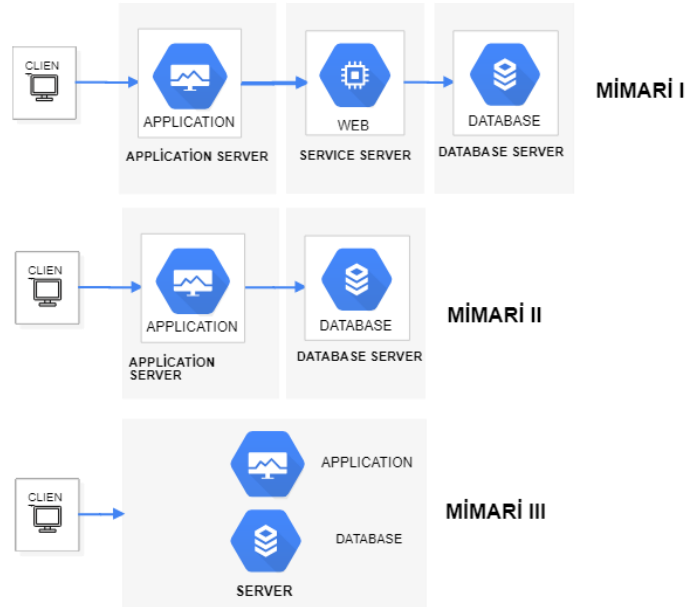 CLIEN
APPLICATION
WEB
DATABASE
APPLİCATİON SERVER
SERVICE SERVER
DATABASE SERVER
MİMARİ I
CLIEN
APPLICATION
DATABASE
APPLİCATİON
SERVER
DATABASE SERVER
MİMARİ II
CLIEN
APPLICATION
DATABASE
SERVER
MİMARİ III